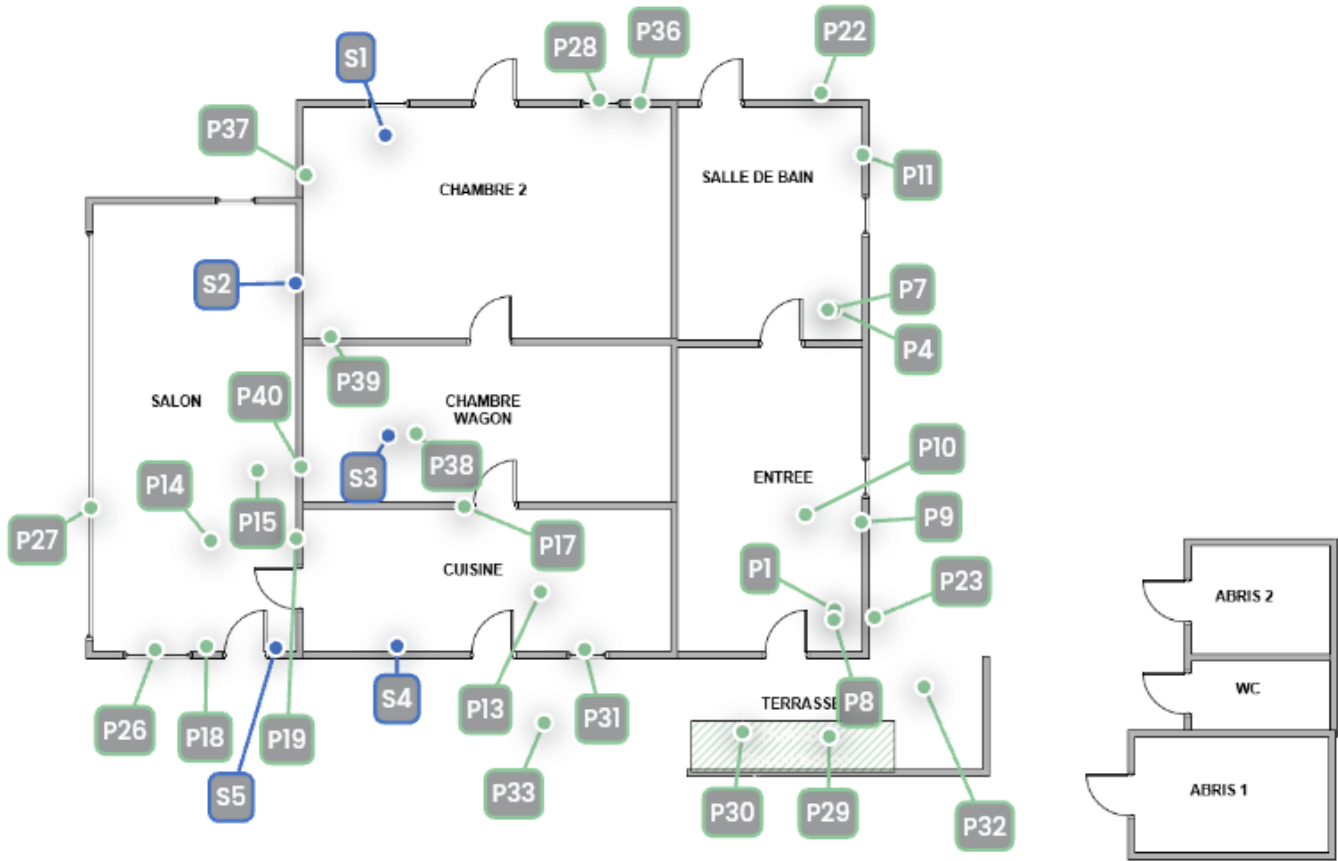 P36
P22
P28
S1
P37
P11
SALLE DE BAIN
CHAMBRE 2
S2
P7
P4
P39
P40
SALON
CHAMBRE
WAGON
P10
P38
S3
ENTREE
P14
P15
P9
P27
P17
P1
CUISINE
P23
ABRIS 2
WC
S4
TERRASSE
P8
P13
P31
P26
P18
P19
P33
S5
ABRIS 1
P30
P29
P32